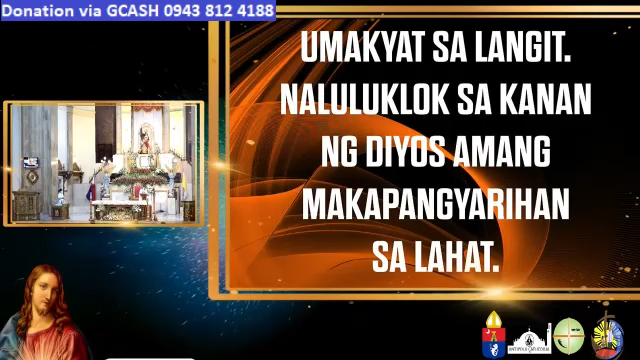 Donation via GCASH 0943 812 4188
UMAKYAT SA LANGIT.
NALULUKLOK SA KANAN
NG DIYOS AMANG
MAKAPANGYARIHAN
SA LAHAT.